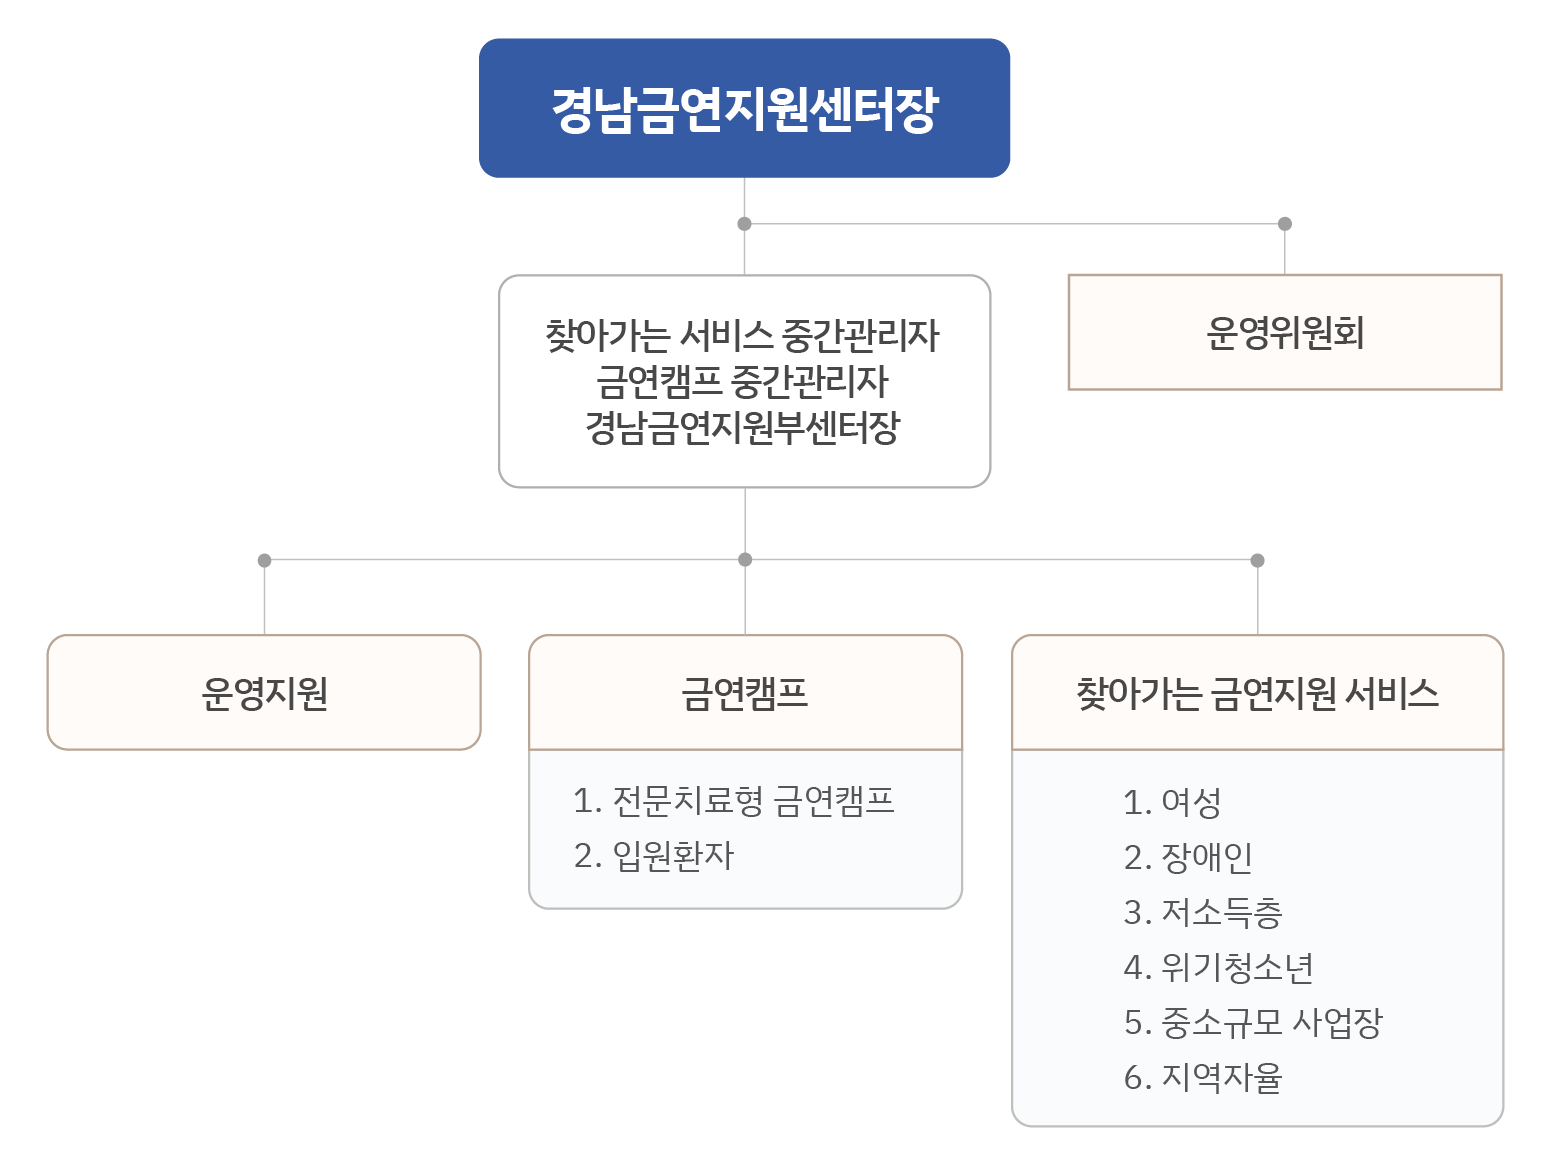 경남금연지원센터장
찾아가는 서비스 중간관리자
금연캠프 중간관리자
경남금연지원부센터장
운영위원회
운영지원
금연캠프
1. 전문치료형 금연캠프
2. 입원환자
찾아가는 금연지원 서비스
1. 여성
2. 장애인
3. 저소득층
4. 위기청소년
5. 중소규모 사업장
6. 지역자율